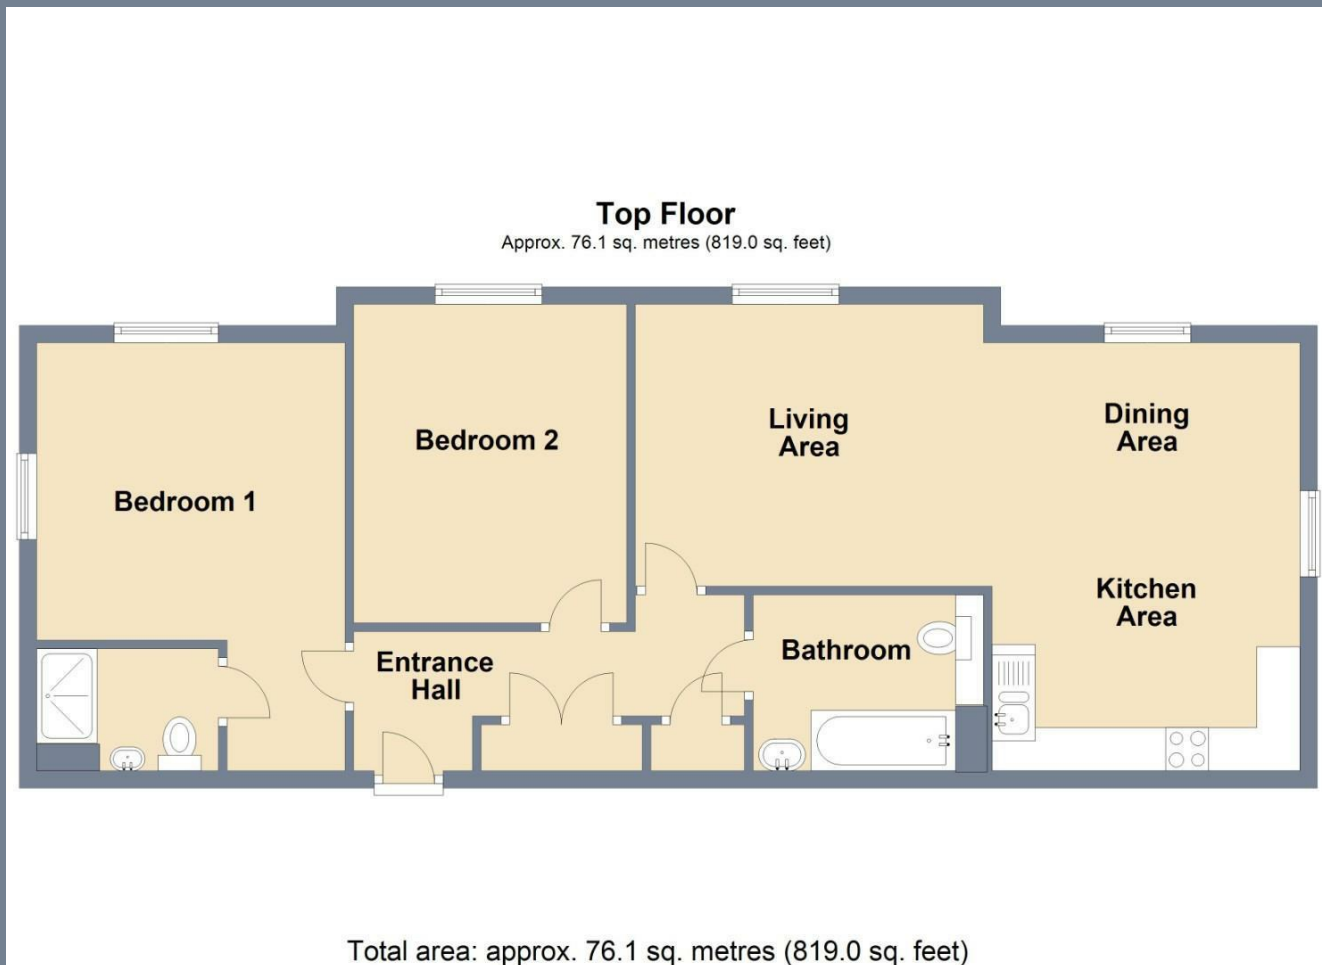 Top Floor
Approx. 76.1 sq. metres (819.0 sq. feet)
Living
Area
Dining
Area
Bedroom 2
Bedroom 1
Kitchen
Area
Bathroom
Entrance
Hall
Total area: approx. 76.1 sq. metres (819.0 sq. feet)